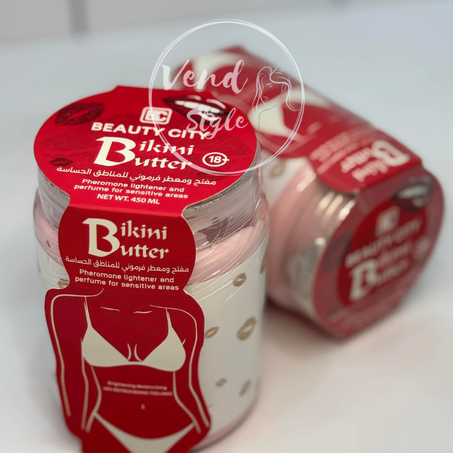 Vend
Style
BC
BEAUTY CITY
Bikini
Butter
18+
مفتح ومعطر فرموني للمناطق الحساسة
Pheromone lightener and
perfume for sensitive areas
NET WT. 450 ML
Bikini
Butter
مفتح ومعطر فرموني للمناطق الحساسة
Pheromone lightener and
perfume for sensitive areas
Brightening Moisturizing
BEAUTY CITY
Bikini
Butter